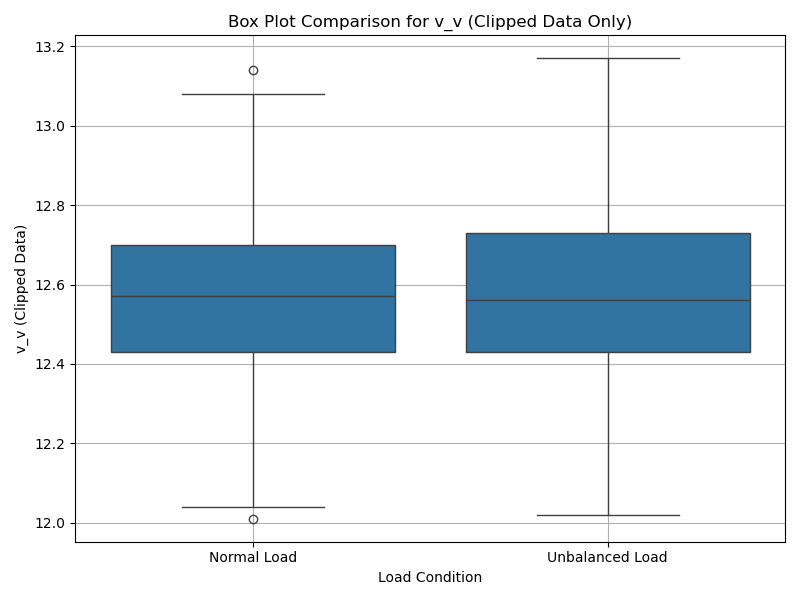 Box Plot Comparison for v_v (Clipped Data Only)
v_v (Clipped Data)
13.2
13.0
12.8
12.6
12.4
12.2
12.0
Normal Load
Unbalanced Load
Load Condition